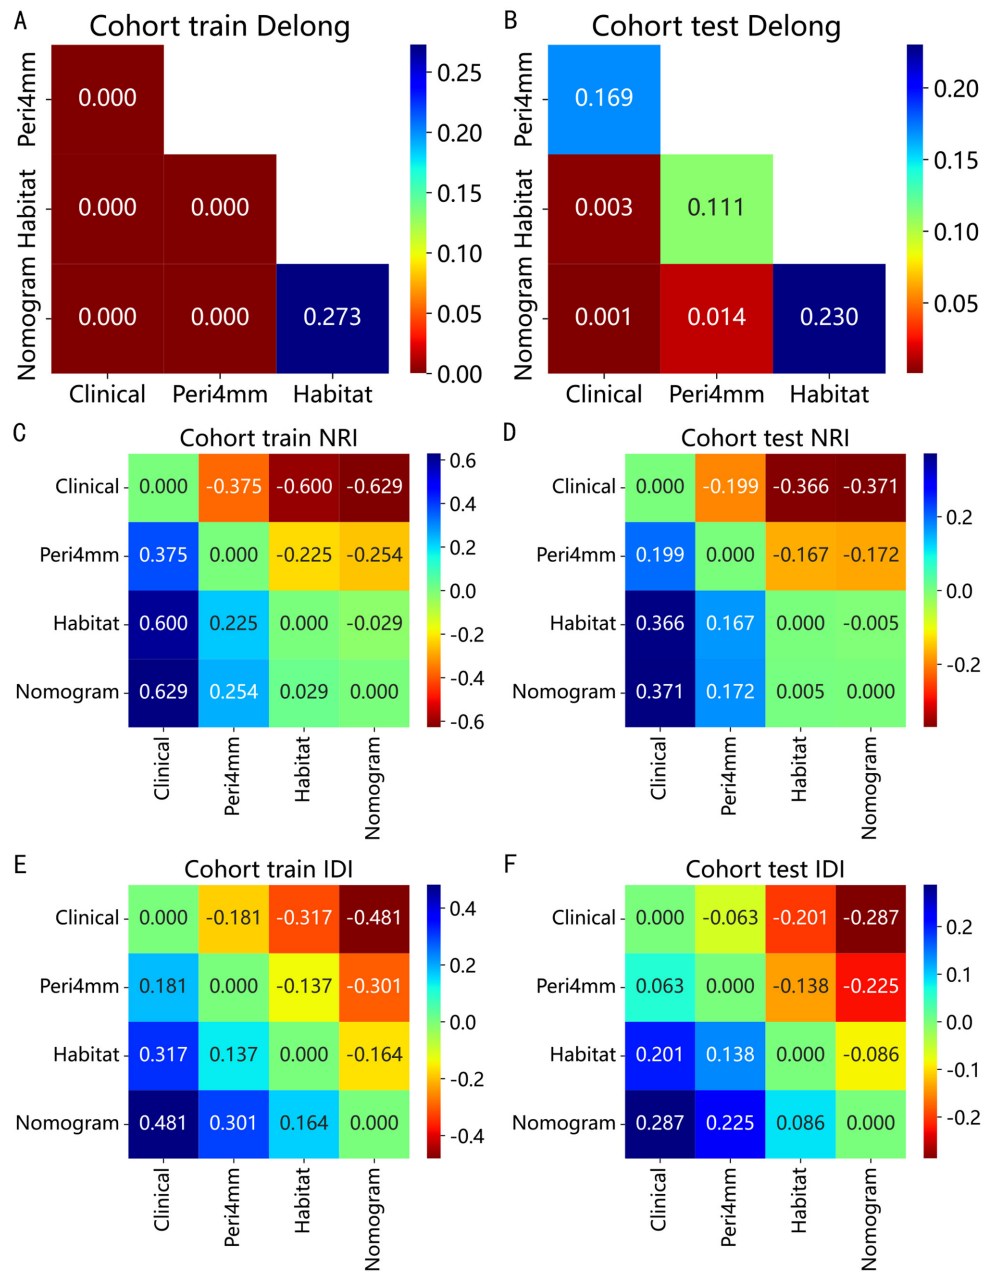 A
Cohort train Delong
Peri4mm
0.000
Habitat
0.000 0.000
Nomogram
0.000 0.000 0.273
Clinical Peri4mm Habitat
0.25
0.20
0.15
0.10
0.05
0.00
B
Cohort test Delong
Peri4mm
0.169
Habitat
0.003 0.111
Nomogram
0.001 0.014 0.230
Clinical Peri4mm Habitat
0.20
0.15
0.10
0.05
C
Cohort train NRI
Clinical 0.000 -0.375 -0.600 -0.629
Peri4mm 0.375 0.000 -0.225 -0.254
Habitat 0.600 0.225 0.000 -0.029
Nomogram 0.629 0.254 0.029 0.000
Clinical
Peri4mm
Habitat
Nomogram
0.6
0.4
0.2
0.0
-0.2
-0.4
-0.6
D
Cohort test NRI
Clinical 0.000 -0.199 -0.366 -0.371
Peri4mm 0.199 0.000 -0.167 -0.172
Habitat 0.366 0.167 0.000 -0.005
Nomogram 0.371 0.172 0.005 0.000
Clinical
Peri4mm
Habitat
Nomogram
0.2
0.0
-0.2
E
Cohort train IDI
Clinical 0.000 -0.181 -0.317 -0.481
Peri4mm 0.181 0.000 -0.137 -0.301
Habitat 0.317 0.137 0.000 -0.164
Nomogram 0.481 0.301 0.164 0.000
Clinical
Peri4mm
Habitat
Nomogram
0.4
0.2
0.0
-0.2
-0.4
F
Cohort test IDI
Clinical 0.000 -0.063 -0.201 -0.287
Peri4mm 0.063 0.000 -0.138 -0.225
Habitat 0.201 0.138 0.000 -0.086
Nomogram 0.287 0.225 0.086 0.000
Clinical
Peri4mm
Habitat
Nomogram
0.2
0.1
0.0
-0.1
-0.2